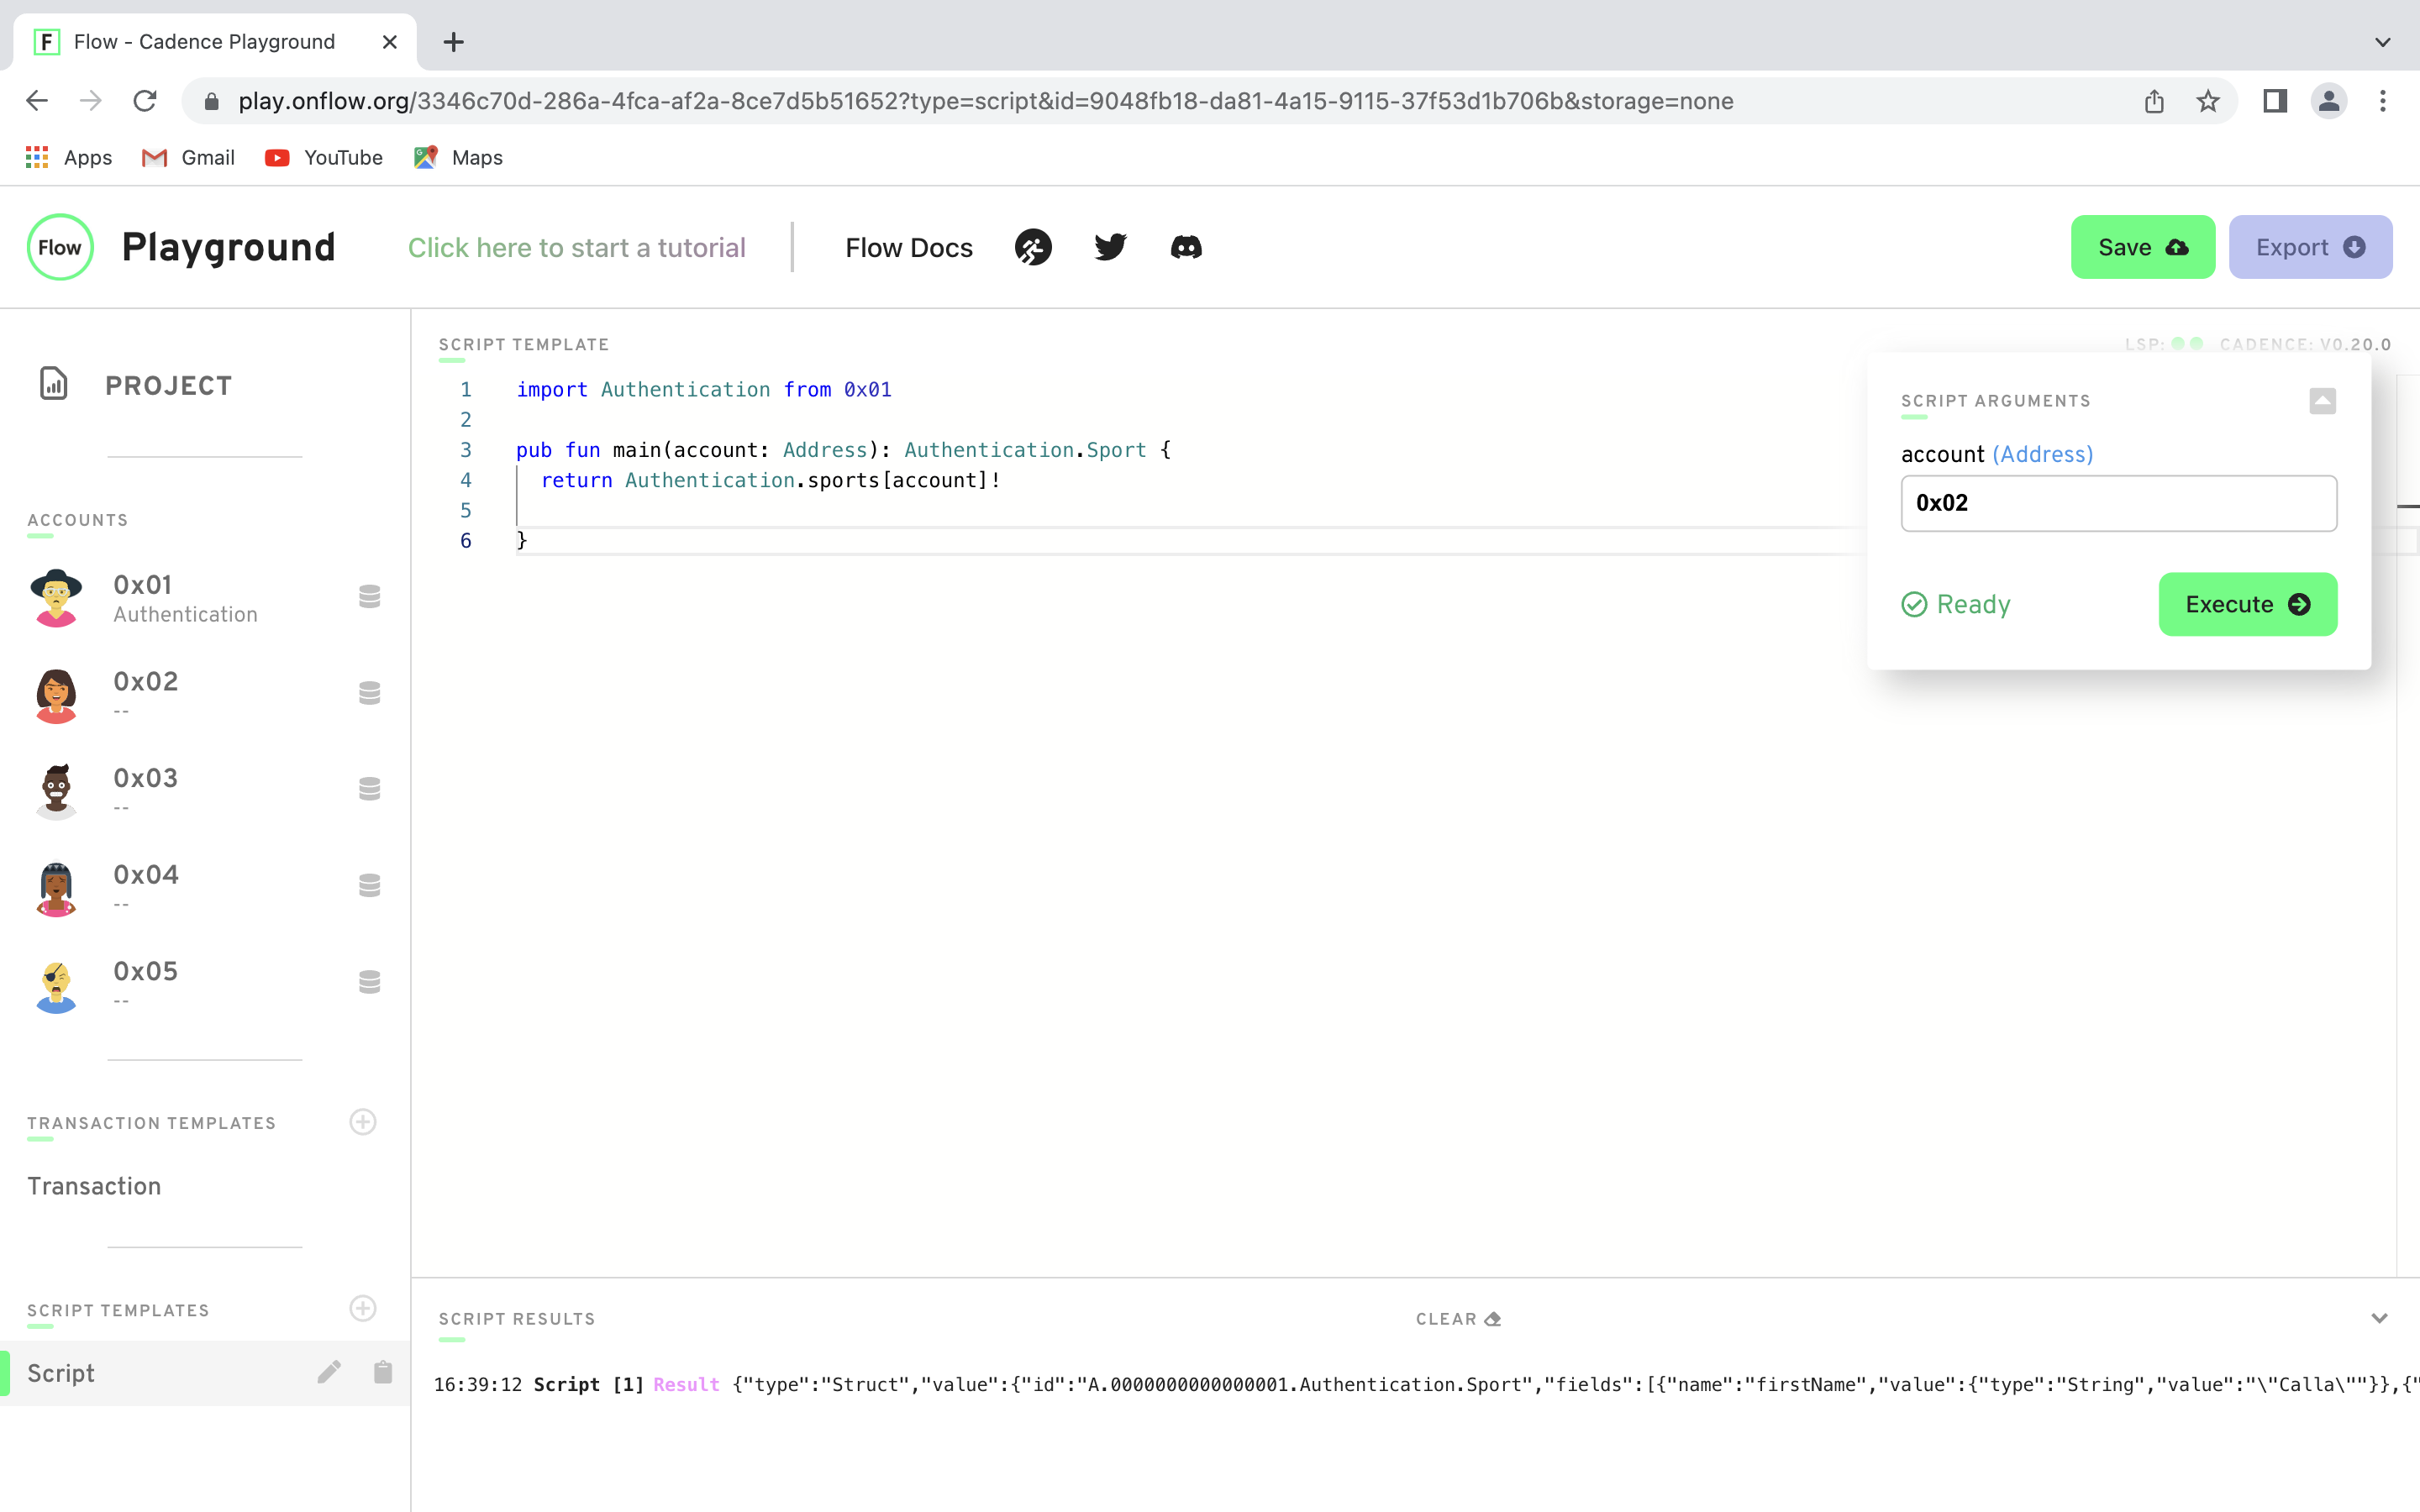 F Flow - Cadence Playground
play.onflow.org/3346c70d-286a-4fca-af2a-8ce7d5b51652?type=script&id=9048fb18-da81-4a15-9115-37f53d1b706b&storage=none
Apps Gmail YouTube Maps
Flow Playground Click here to start a tutorial Flow Docs Save Export
PROJECT
ACCOUNTS
0x01
Authentication
0x02
--
0x03
--
0x04
--
0x05
--
TRANSACTION TEMPLATES
Transaction
SCRIPT TEMPLATES
Script
SCRIPT TEMPLATE
LSP: CADENCE: V0.20.0
1 import Authentication from 0x01
2
3 pub fun main(account: Address): Authentication.Sport {
4 return Authentication.sports[account]!
5
6 }
SCRIPT ARGUMENTS
account (Address)
0x02
Ready Execute
SCRIPT RESULTS CLEAR
16:39:12 Script [1] Result {"type":"Struct","value":{"id":"A.0000000000000001.Authentication.Sport","fields":[{"name":"firstName","value":{"type":"String","value":"\"Calla\""}},{"